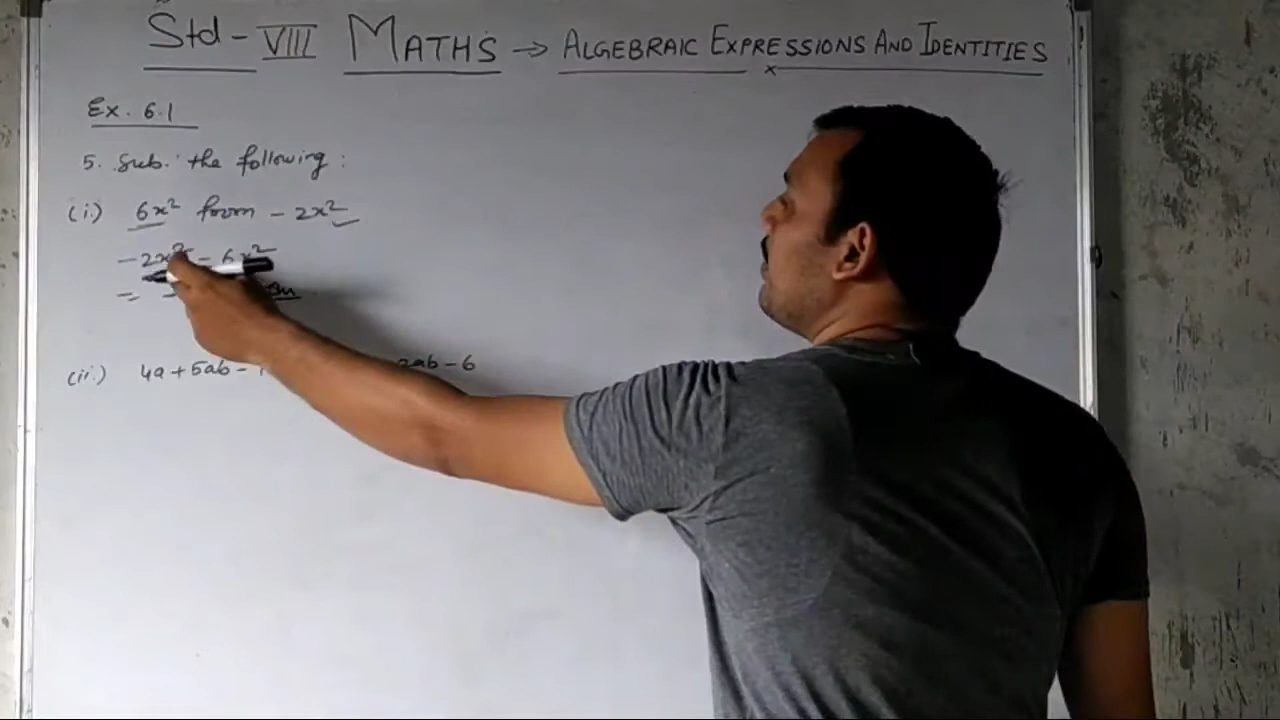 Std - VIII MATHS → ALGEBRAIC EXPRESSIONS AND IDENTITIES
Ex. 6.1
5. Sub. the following :
(i.) 6x² form - 2x²
- 2x² - 6x²
=
(ii.) 4a + 5ab - 2ab - 6